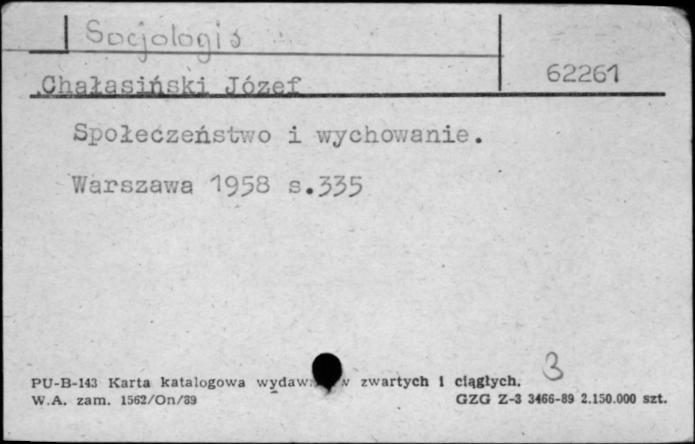 Socjologia
62261
Chałasiński Józef
Społeczeństwo i wychowanie.
Warszawa 1958 s.335
3
PU-B-143 Karta katalogowa zwartych i ciągłych.
W.A. zam. 1562/On/89
GZG Z-3 3466-89 2.150.000 szt.